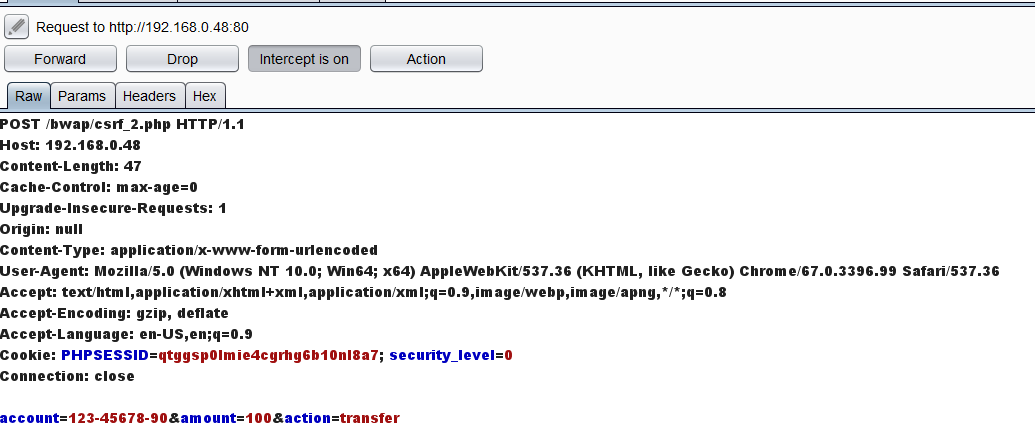 Request to http://192.168.0.48:80
Forward Drop Intercept is on Action
Raw Params Headers Hex
POST /bwap/csrf_2.php HTTP/1.1
Host: 192.168.0.48
Content-Length: 47
Cache-Control: max-age=0
Upgrade-Insecure-Requests: 1
Origin: null
Content-Type: application/x-www-form-urlencoded
User-Agent: Mozilla/5.0 (Windows NT 10.0; Win64; x64) AppleWebKit/537.36 (KHTML, like Gecko) Chrome/67.0.3396.99 Safari/537.36
Accept: text/html,application/xhtml+xml,application/xml;q=0.9,image/webp,image/apng,*/*;q=0.8
Accept-Encoding: gzip, deflate
Accept-Language: en-US,en;q=0.9
Cookie: PHPSESSID=qtggsp0lmie4cgrhg6b10nl8a7; security_level=0
Connection: close
account=123-45678-90&amount=100&action=transfer